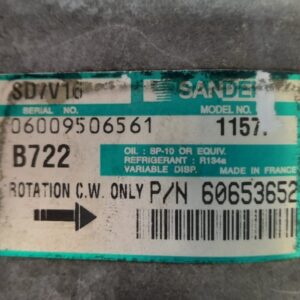 SD7V16 SANDE
SERIAL NO. MODEL NO.
06009506561 1157.
B722
OIL : SP-10 OR EQUIV.
REFRIGERANT : R134a
VARIABLE DISP. MADE IN FRANCE
ROTATION C.W. ONLY P/N 60653652